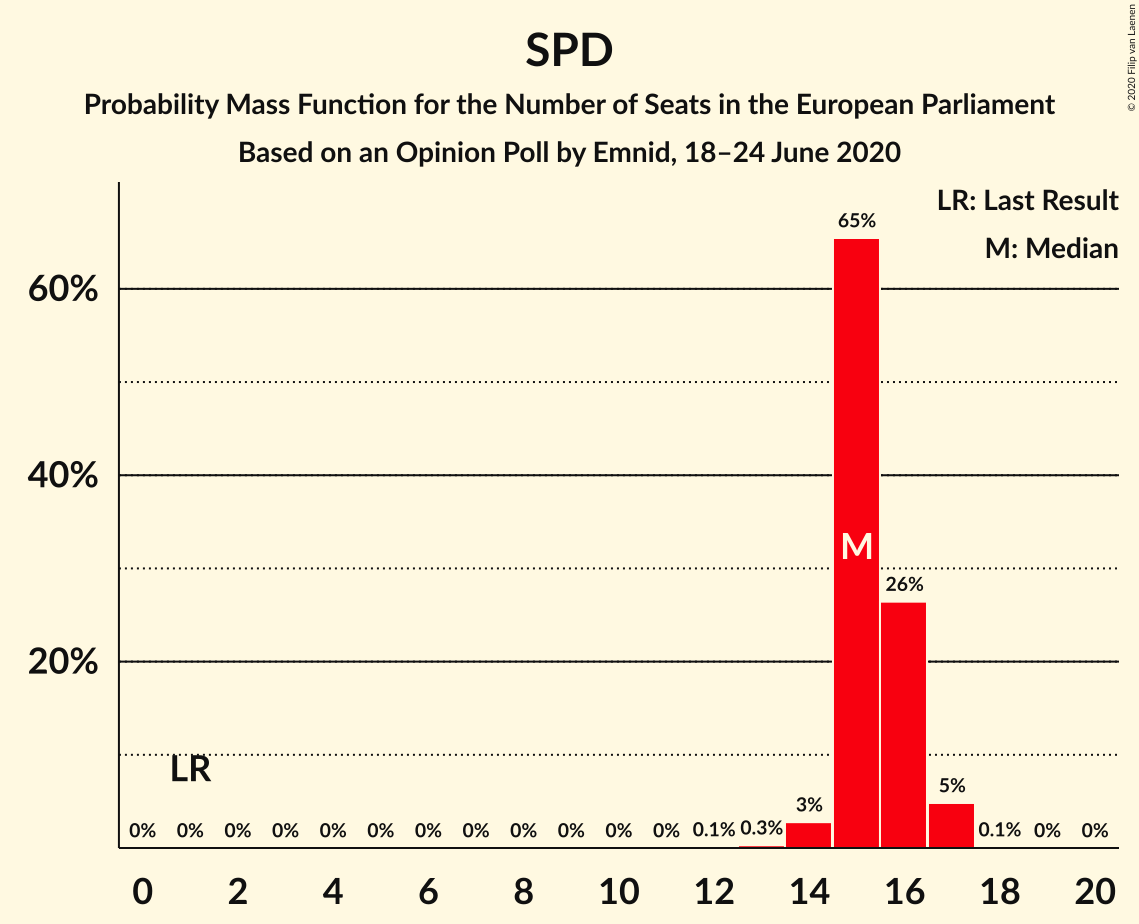 SPD
Probability Mass Function for the Number of Seats in the European Parliament
Based on an Opinion Poll by Emnid, 18–24 June 2020
© 2020 Filip van Laenen
LR: Last Result
M: Median
65%
60%
40%
M
26%
20%
LR
5%
3%
0% 0% 0% 0% 0% 0% 0% 0% 0% 0% 0% 0% 0.1% 0.3% 0.1% 0% 0%
0 2 4 6 8 10 12 14 16 18 20